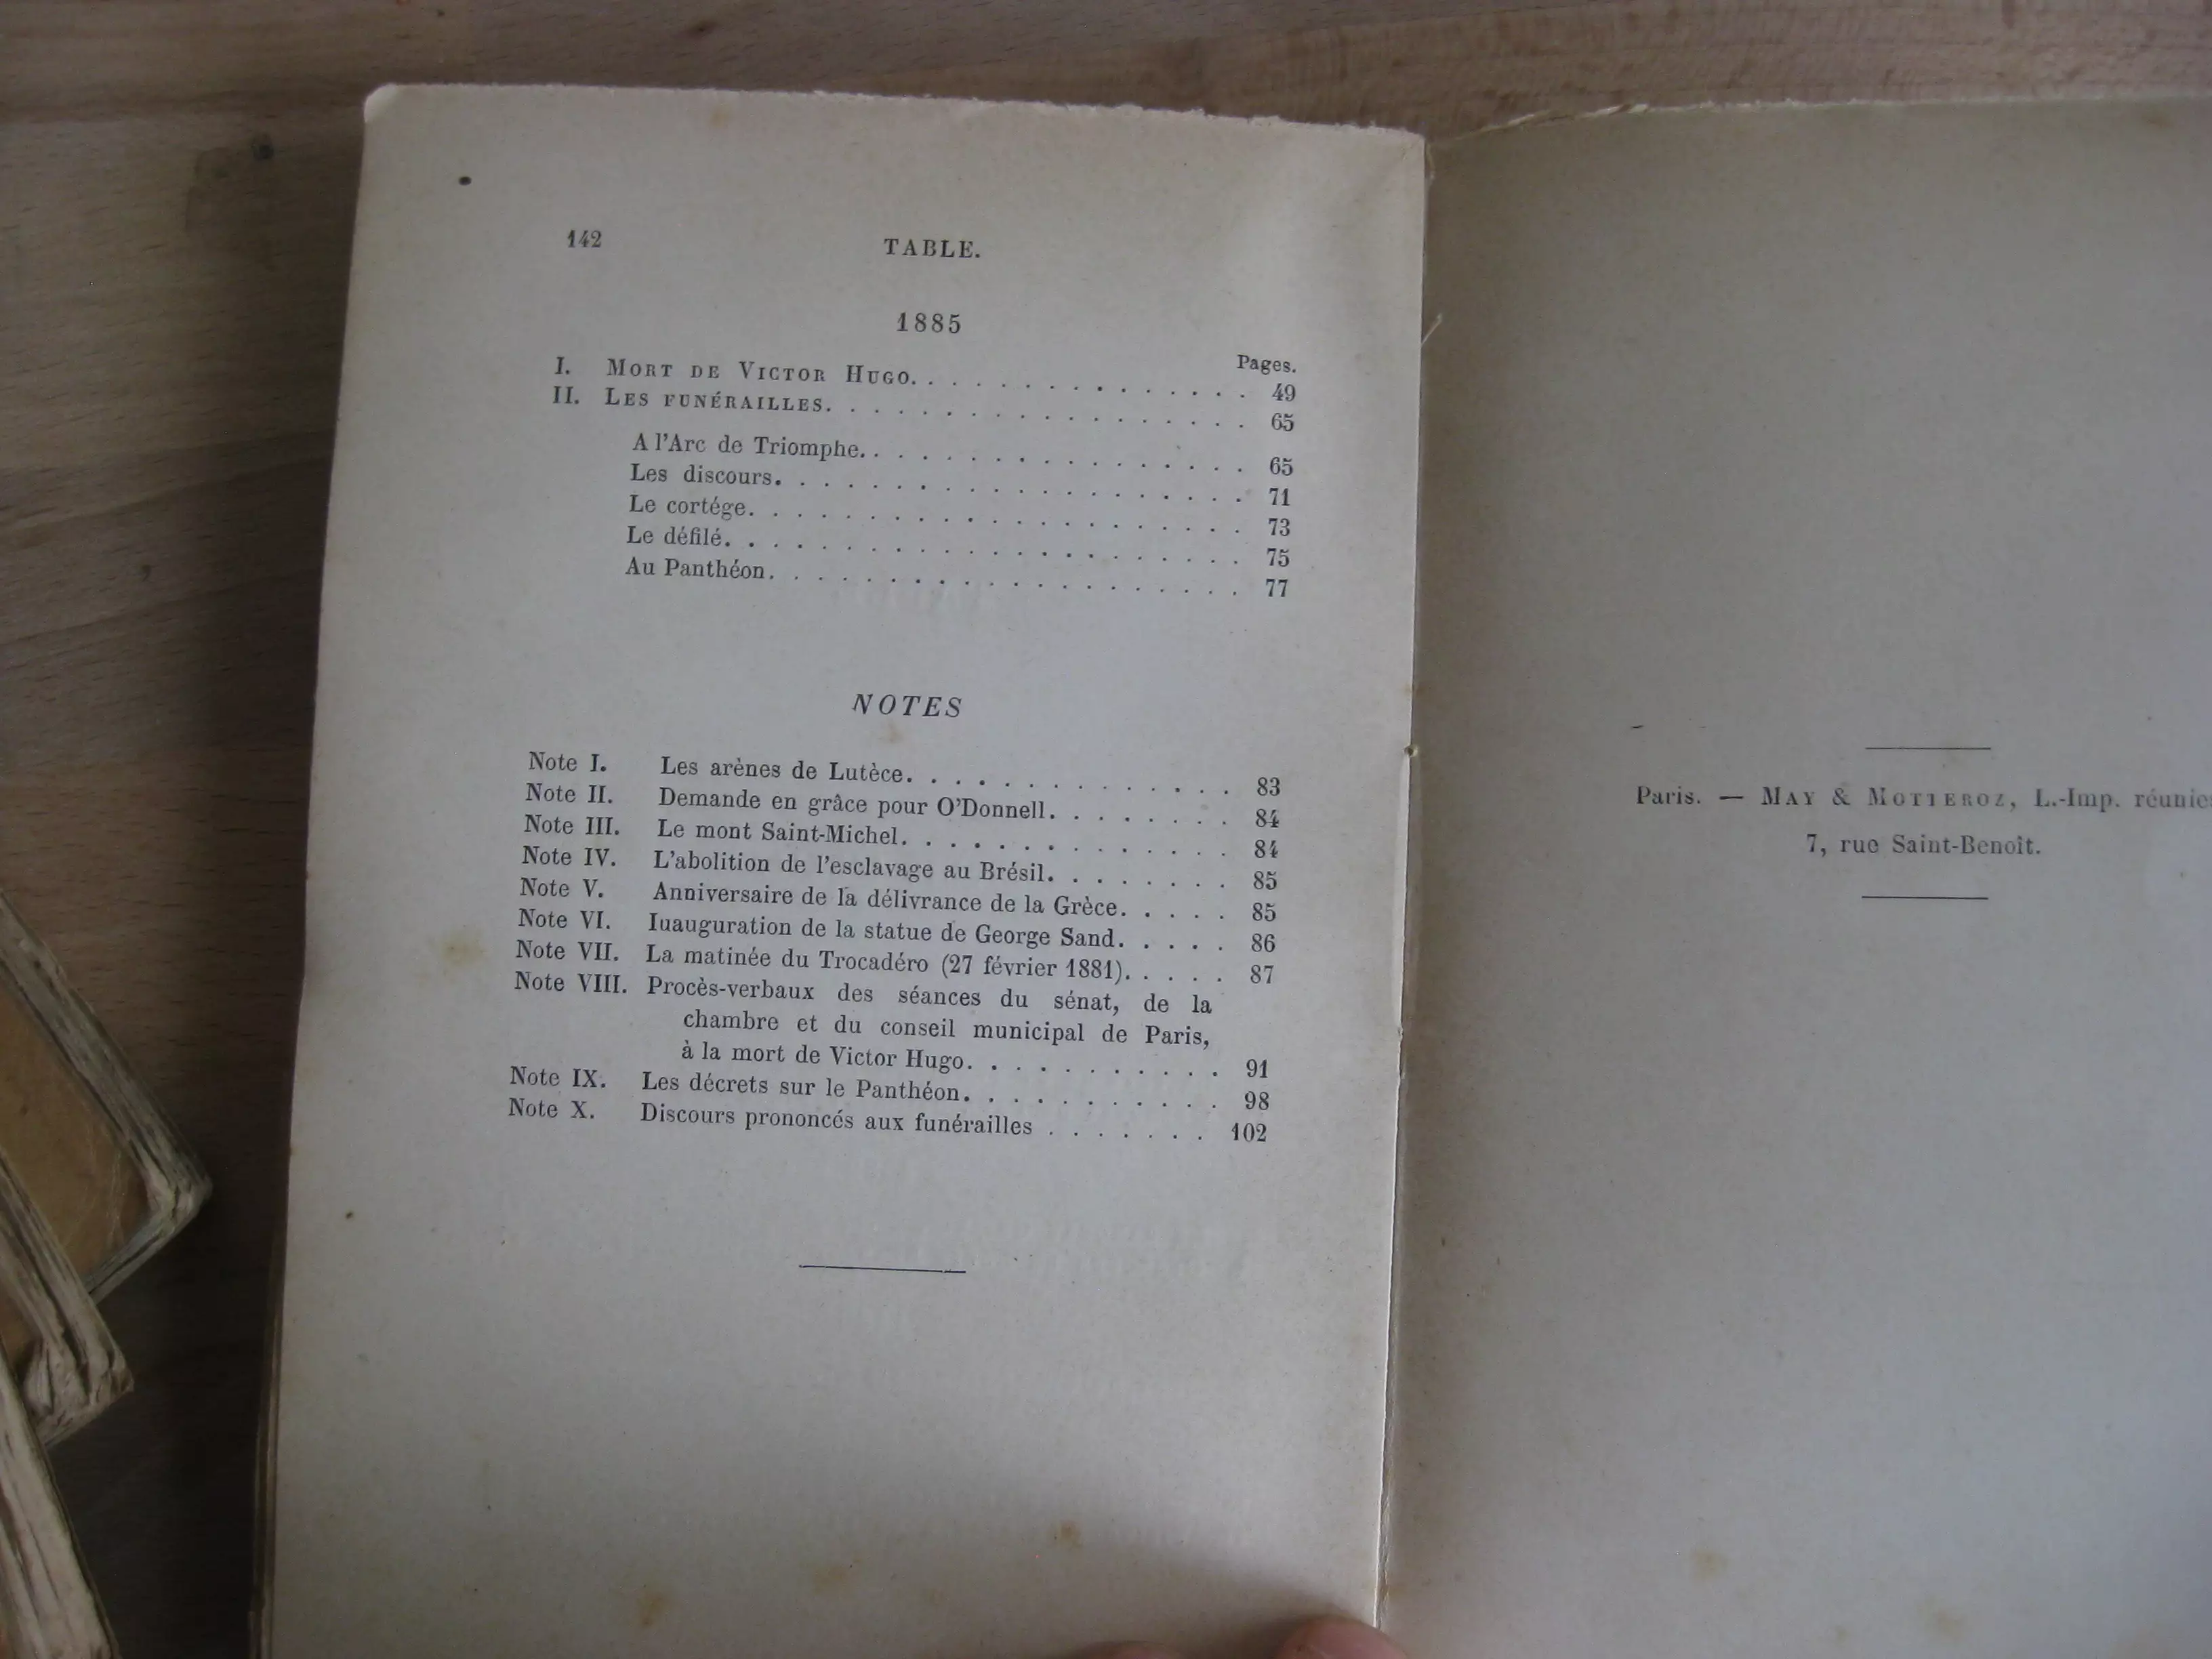 142 TABLE.
1885
Pages.
I. MORT DE VICTOR HUGO. . . . . . . . . . . . . . . 49
II. LES FUNÉRAILLES. . . . . . . . . . . . . . . . . . 65
A l'Arc de Triomphe. . . . . . . . . . . . . . . . . 65
Les discours. . . . . . . . . . . . . . . . . . . . 71
Le cortége. . . . . . . . . . . . . . . . . . . . . 73
Le défilé. . . . . . . . . . . . . . . . . . . . . . 75
Au Panthéon. . . . . . . . . . . . . . . . . . . . 77
NOTES
Note I. Les arènes de Lutèce. . . . . . . . . . . . . . 83
Note II. Demande en grâce pour O'Donnell. . . . . . . . 84
Note III. Le mont Saint-Michel. . . . . . . . . . . . . . 84
Note IV. L'abolition de l'esclavage au Brésil. . . . . . . . 85
Note V. Anniversaire de la délivrance de la Grèce. . . . . 85
Note VI. Iuauguration de la statue de George Sand. . . . . 86
Note VII. La matinée du Trocadéro (27 février 1881). . . . . 87
Note VIII. Procès-verbaux des séances du sénat, de la
chambre et du conseil municipal de Paris,
à la mort de Victor Hugo. . . . . . . . . . . 91
Note IX. Les décrets sur le Panthéon. . . . . . . . . . . 98
Note X. Discours prononcés aux funérailles . . . . . . . 102
Paris. — MAY & MOTTEROZ, L.-Imp. réunies
7, rue Saint-Benoît.